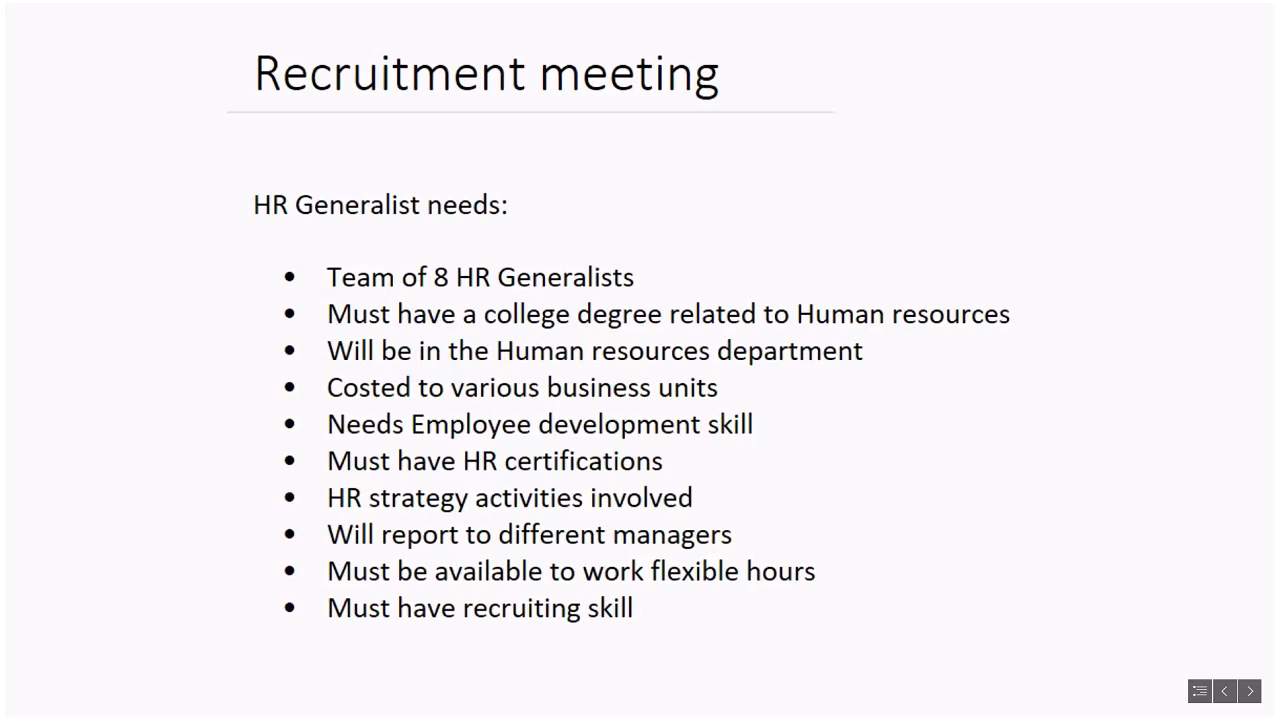 Recruitment meeting
HR Generalist needs:
• Team of 8 HR Generalists
• Must have a college degree related to Human resources
• Will be in the Human resources department
• Costed to various business units
• Needs Employee development skill
• Must have HR certifications
• HR strategy activities involved
• Will report to different managers
• Must be available to work flexible hours
• Must have recruiting skill